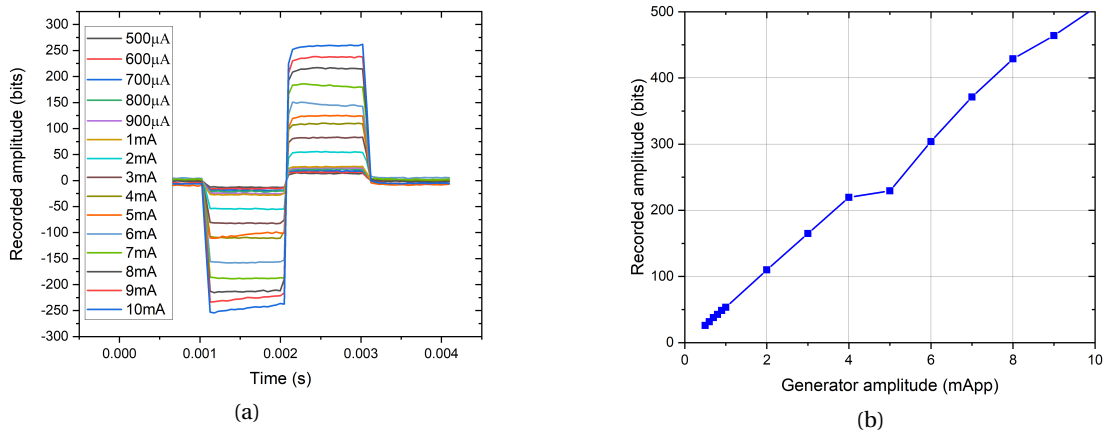 300
250
200
150
100
50
0
-50
-100
-150
-200
-250
-300
Recorded amplitude (bits)
500μA
600μA
700μA
800μA
900μA
1mA
2mA
3mA
4mA
5mA
6mA
7mA
8mA
9mA
10mA
0.000 0.001 0.002 0.003 0.004
Time (s)
(a)
500
400
300
200
100
0
Recorded amplitude (bits)
0 2 4 6 8 10
Generator amplitude (mApp)
(b)